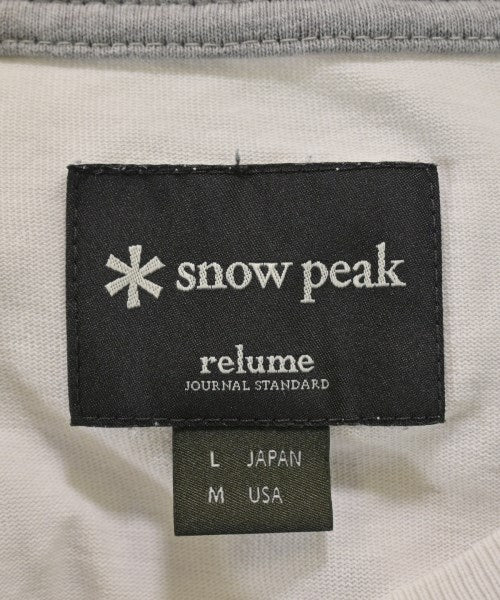 snow peak
relume
JOURNAL STANDARD
L JAPAN
M USA